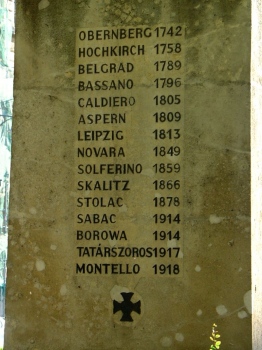 OBERNBERG 1742
HOCHKIRCH 1758
BELGRAD 1789
BASSANO 1796
CALDIERO 1805
ASPERN 1809
LEIPZIG 1813
NOVARA 1849
SOLFERINO 1859
SKALITZ 1866
STOLAC 1878
SABAC 1914
BOROWA 1914
TATÁRSZOROS 1917
MONTELLO 1918